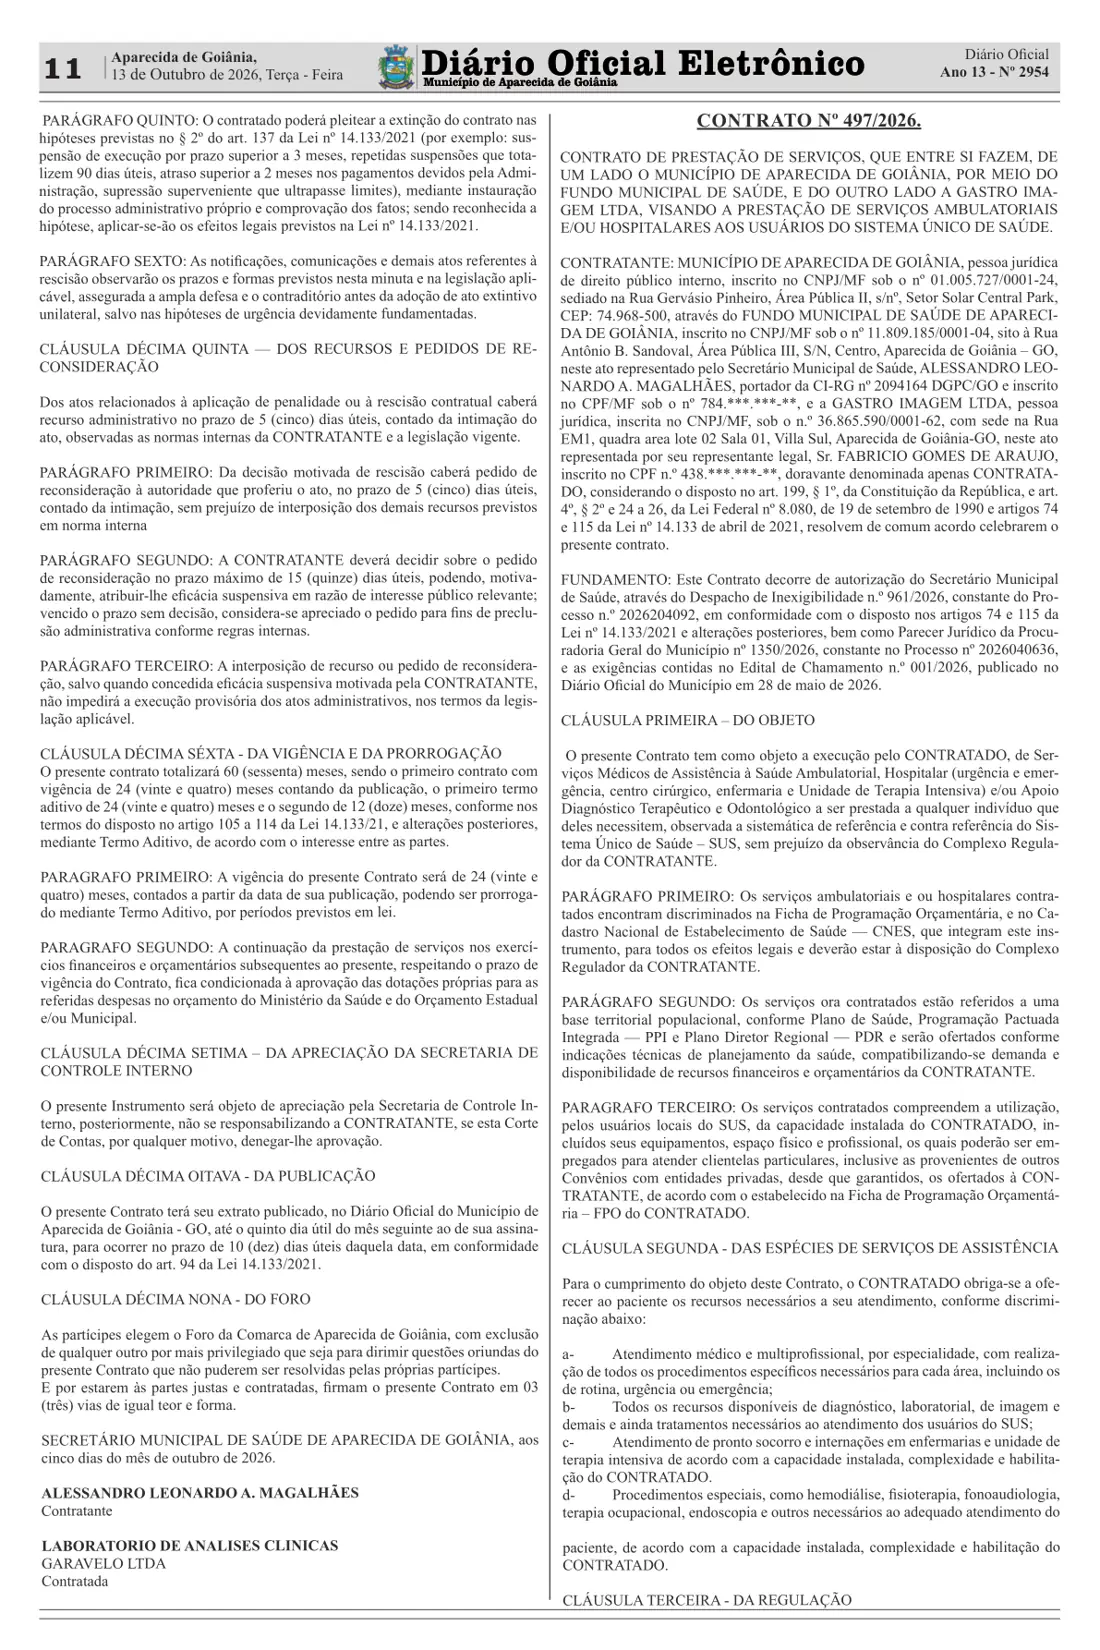 11
Aparecida de Goiânia,
13 de Outubro de 2026, Terça - Feira
Diário Oficial Eletrônico
Município de Aparecida de Goiânia
Diário Oficial
Ano 13 - Nº 2954
PARÁGRAFO QUINTO: O contratado poderá pleitear a extinção do contrato nas
hipóteses previstas no § 2º do art. 137 da Lei nº 14.133/2021 (por exemplo: sus-
pensão de execução por prazo superior a 3 meses, repetidas suspensões que tota-
lizem 90 dias úteis, atraso superior a 2 meses nos pagamentos devidos pela Admi-
nistração, supressão superveniente que ultrapasse limites), mediante instauração
do processo administrativo próprio e comprovação dos fatos; sendo reconhecida a
hipótese, aplicar-se-ão os efeitos legais previstos na Lei nº 14.133/2021.
PARÁGRAFO SEXTO: As notificações, comunicações e demais atos referentes à
rescisão observarão os prazos e formas previstos nesta minuta e na legislação apli-
cável, assegurada a ampla defesa e o contraditório antes da adoção de ato extintivo
unilateral, salvo nas hipóteses de urgência devidamente fundamentadas.
CLÁUSULA DÉCIMA QUINTA — DOS RECURSOS E PEDIDOS DE RE-
CONSIDERAÇÃO
Dos atos relacionados à aplicação de penalidade ou à rescisão contratual caberá
recurso administrativo no prazo de 5 (cinco) dias úteis, contado da intimação do
ato, observadas as normas internas da CONTRATANTE e a legislação vigente.
PARÁGRAFO PRIMEIRO: Da decisão motivada de rescisão caberá pedido de
reconsideração à autoridade que proferiu o ato, no prazo de 5 (cinco) dias úteis,
contado da intimação, sem prejuízo de interposição dos demais recursos previstos
em norma interna
PARÁGRAFO SEGUNDO: A CONTRATANTE deverá decidir sobre o pedido
de reconsideração no prazo máximo de 15 (quinze) dias úteis, podendo, motiva-
damente, atribuir-lhe eficácia suspensiva em razão de interesse público relevante;
vencido o prazo sem decisão, considera-se apreciado o pedido para fins de preclu-
são administrativa conforme regras internas.
PARÁGRAFO TERCEIRO: A interposição de recurso ou pedido de reconsidera-
ção, salvo quando concedida eficácia suspensiva motivada pela CONTRATANTE,
não impedirá a execução provisória dos atos administrativos, nos termos da legis-
lação aplicável.
CLÁUSULA DÉCIMA SÉXTA - DA VIGÊNCIA E DA PRORROGAÇÃO
O presente contrato totalizará 60 (sessenta) meses, sendo o primeiro contrato com
vigência de 24 (vinte e quatro) meses contando da publicação, o primeiro termo
aditivo de 24 (vinte e quatro) meses e o segundo de 12 (doze) meses, conforme nos
termos do disposto no artigo 105 a 114 da Lei 14.133/21, e alterações posteriores,
mediante Termo Aditivo, de acordo com o interesse entre as partes.
PARAGRAFO PRIMEIRO: A vigência do presente Contrato será de 24 (vinte e
quatro) meses, contados a partir da data de sua publicação, podendo ser prorroga-
do mediante Termo Aditivo, por períodos previstos em lei.
PARAGRAFO SEGUNDO: A continuação da prestação de serviços nos exercí-
cios financeiros e orçamentários subsequentes ao presente, respeitando o prazo de
vigência do Contrato, fica condicionada à aprovação das dotações próprias para as
referidas despesas no orçamento do Ministério da Saúde e do Orçamento Estadual
e/ou Municipal.
CLÁUSULA DÉCIMA SETIMA – DA APRECIAÇÃO DA SECRETARIA DE
CONTROLE INTERNO
O presente Instrumento será objeto de apreciação pela Secretaria de Controle In-
terno, posteriormente, não se responsabilizando a CONTRATANTE, se esta Corte
de Contas, por qualquer motivo, denegar-lhe aprovação.
CLÁUSULA DÉCIMA OITAVA - DA PUBLICAÇÃO
O presente Contrato terá seu extrato publicado, no Diário Oficial do Município de
Aparecida de Goiânia - GO, até o quinto dia útil do mês seguinte ao de sua assina-
tura, para ocorrer no prazo de 10 (dez) dias úteis daquela data, em conformidade
com o disposto do art. 94 da Lei 14.133/2021.
CLÁUSULA DÉCIMA NONA - DO FORO
As partícipes elegem o Foro da Comarca de Aparecida de Goiânia, com exclusão
de qualquer outro por mais privilegiado que seja para dirimir questões oriundas do
presente Contrato que não puderem ser resolvidas pelas próprias partícipes.
E por estarem às partes justas e contratadas, firmam o presente Contrato em 03
(três) vias de igual teor e forma.
SECRETÁRIO MUNICIPAL DE SAÚDE DE APARECIDA DE GOIÂNIA, aos
cinco dias do mês de outubro de 2026.
ALESSANDRO LEONARDO A. MAGALHÃES
Contratante
LABORATORIO DE ANALISES CLINICAS
GARAVELO LTDA
Contratada
CONTRATO Nº 497/2026.
CONTRATO DE PRESTAÇÃO DE SERVIÇOS, QUE ENTRE SI FAZEM, DE
UM LADO O MUNICÍPIO DE APARECIDA DE GOIÂNIA, POR MEIO DO
FUNDO MUNICIPAL DE SAÚDE, E DO OUTRO LADO A GASTRO IMA-
GEM LTDA, VISANDO A PRESTAÇÃO DE SERVIÇOS AMBULATORIAIS
E/OU HOSPITALARES AOS USUÁRIOS DO SISTEMA ÚNICO DE SAÚDE.
CONTRATANTE: MUNICÍPIO DE APARECIDA DE GOIÂNIA, pessoa jurídica
de direito público interno, inscrito no CNPJ/MF sob o nº 01.005.727/0001-24,
sediado na Rua Gervásio Pinheiro, Área Pública II, s/nº, Setor Solar Central Park,
CEP: 74.968-500, através do FUNDO MUNICIPAL DE SAÚDE DE APARECI-
DA DE GOIÂNIA, inscrito no CNPJ/MF sob o nº 11.809.185/0001-04, sito à Rua
Antônio B. Sandoval, Área Pública III, S/N, Centro, Aparecida de Goiânia – GO,
neste ato representado pelo Secretário Municipal de Saúde, ALESSANDRO LEO-
NARDO A. MAGALHÃES, portador da CI-RG nº 2094164 DGPC/GO e inscrito
no CPF/MF sob o nº 784.***.***-**, e a GASTRO IMAGEM LTDA, pessoa
jurídica, inscrita no CNPJ/MF, sob o n.º 36.865.590/0001-62, com sede na Rua
EM1, quadra area lote 02 Sala 01, Villa Sul, Aparecida de Goiânia-GO, neste ato
representada por seu representante legal, Sr. FABRICIO GOMES DE ARAUJO,
inscrito no CPF n.º 438.***.***-**, doravante denominada apenas CONTRATA-
DO, considerando o disposto no art. 199, § 1º, da Constituição da República, e art.
4º, § 2º e 24 a 26, da Lei Federal nº 8.080, de 19 de setembro de 1990 e artigos 74
e 115 da Lei nº 14.133 de abril de 2021, resolvem de comum acordo celebrarem o
presente contrato.
FUNDAMENTO: Este Contrato decorre de autorização do Secretário Municipal
de Saúde, através do Despacho de Inexigibilidade n.º 961/2026, constante do Pro-
cesso n.º 2026204092, em conformidade com o disposto nos artigos 74 e 115 da
Lei nº 14.133/2021 e alterações posteriores, bem como Parecer Jurídico da Procu-
radoria Geral do Município nº 1350/2026, constante no Processo nº 2026040636,
e as exigências contidas no Edital de Chamamento n.º 001/2026, publicado no
Diário Oficial do Município em 28 de maio de 2026.
CLÁUSULA PRIMEIRA – DO OBJETO
O presente Contrato tem como objeto a execução pelo CONTRATADO, de Ser-
viços Médicos de Assistência à Saúde Ambulatorial, Hospitalar (urgência e emer-
gência, centro cirúrgico, enfermaria e Unidade de Terapia Intensiva) e/ou Apoio
Diagnóstico Terapêutico e Odontológico a ser prestada a qualquer indivíduo que
deles necessitem, observada a sistemática de referência e contra referência do Sis-
tema Único de Saúde – SUS, sem prejuízo da observância do Complexo Regula-
dor da CONTRATANTE.
PARÁGRAFO PRIMEIRO: Os serviços ambulatoriais e ou hospitalares contra-
tados encontram discriminados na Ficha de Programação Orçamentária, e no Ca-
dastro Nacional de Estabelecimento de Saúde — CNES, que integram este ins-
trumento, para todos os efeitos legais e deverão estar à disposição do Complexo
Regulador da CONTRATANTE.
PARÁGRAFO SEGUNDO: Os serviços ora contratados estão referidos a uma
base territorial populacional, conforme Plano de Saúde, Programação Pactuada
Integrada — PPI e Plano Diretor Regional — PDR e serão ofertados conforme
indicações técnicas de planejamento da saúde, compatibilizando-se demanda e
disponibilidade de recursos financeiros e orçamentários da CONTRATANTE.
PARAGRAFO TERCEIRO: Os serviços contratados compreendem a utilização,
pelos usuários locais do SUS, da capacidade instalada do CONTRATADO, in-
cluídos seus equipamentos, espaço físico e profissional, os quais poderão ser em-
pregados para atender clientelas particulares, inclusive as provenientes de outros
Convênios com entidades privadas, desde que garantidos, os ofertados à CON-
TRATANTE, de acordo com o estabelecido na Ficha de Programação Orçamentá-
ria – FPO do CONTRATADO.
CLÁUSULA SEGUNDA - DAS ESPÉCIES DE SERVIÇOS DE ASSISTÊNCIA
Para o cumprimento do objeto deste Contrato, o CONTRATADO obriga-se a ofe-
recer ao paciente os recursos necessários a seu atendimento, conforme discrimi-
nação abaixo:
a- Atendimento médico e multiprofissional, por especialidade, com realiza-
ção de todos os procedimentos específicos necessários para cada área, incluindo os
de rotina, urgência ou emergência;
b- Todos os recursos disponíveis de diagnóstico, laboratorial, de imagem e
demais e ainda tratamentos necessários ao atendimento dos usuários do SUS;
c- Atendimento de pronto socorro e internações em enfermarias e unidade de
terapia intensiva de acordo com a capacidade instalada, complexidade e habilita-
ção do CONTRATADO.
d- Procedimentos especiais, como hemodiálise, fisioterapia, fonoaudiologia,
terapia ocupacional, endoscopia e outros necessários ao adequado atendimento do
paciente, de acordo com a capacidade instalada, complexidade e habilitação do
CONTRATADO.
CLÁUSULA TERCEIRA - DA REGULAÇÃO